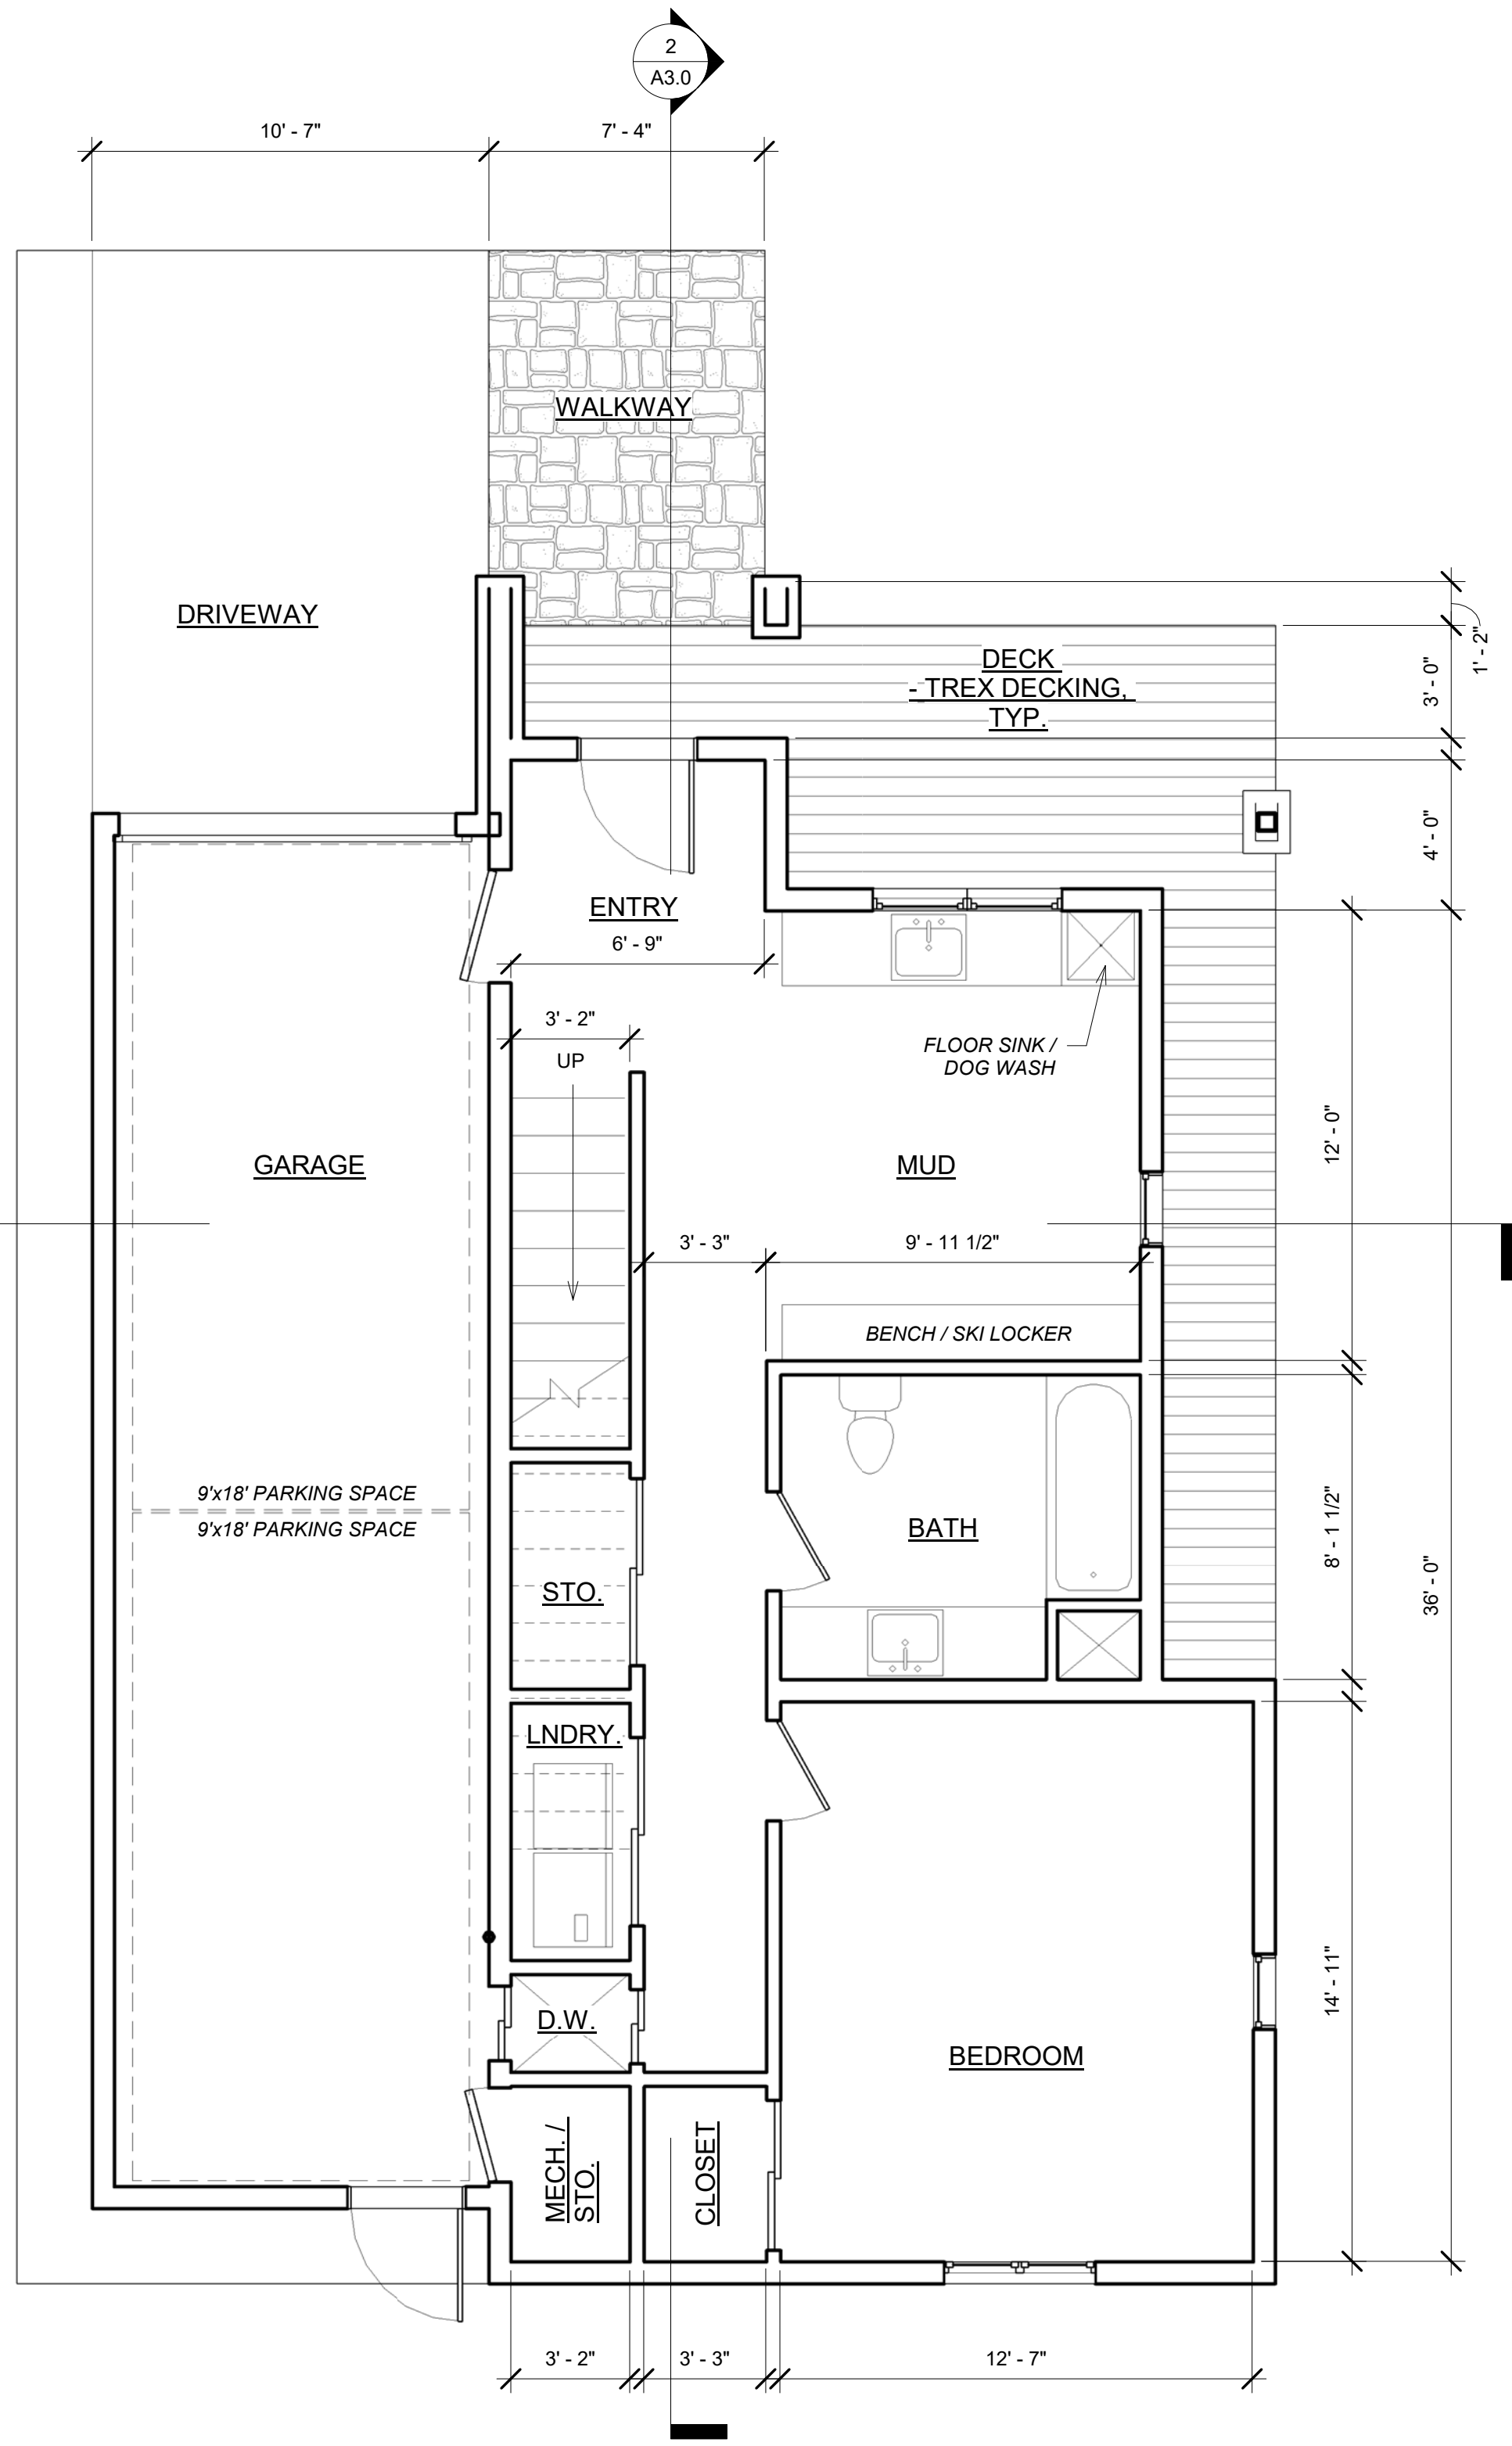 2
A3.0
10' - 7"
7' - 4"
WALKWAY
DRIVEWAY
1' - 2"
DECK
- TREX DECKING,
TYP.
3' - 0"
4' - 0"
ENTRY
6' - 9"
3' - 2"
UP
FLOOR SINK /
DOG WASH
12' - 0"
GARAGE
MUD
3' - 3"
9' - 11 1/2"
BENCH / SKI LOCKER
9'x18' PARKING SPACE
9'x18' PARKING SPACE
BATH
8' - 1 1/2"
36' - 0"
STO.
LNDRY.
14' - 11"
D.W.
BEDROOM
MECH. /
STO.
CLOSET
3' - 2"
3' - 3"
12' - 7"